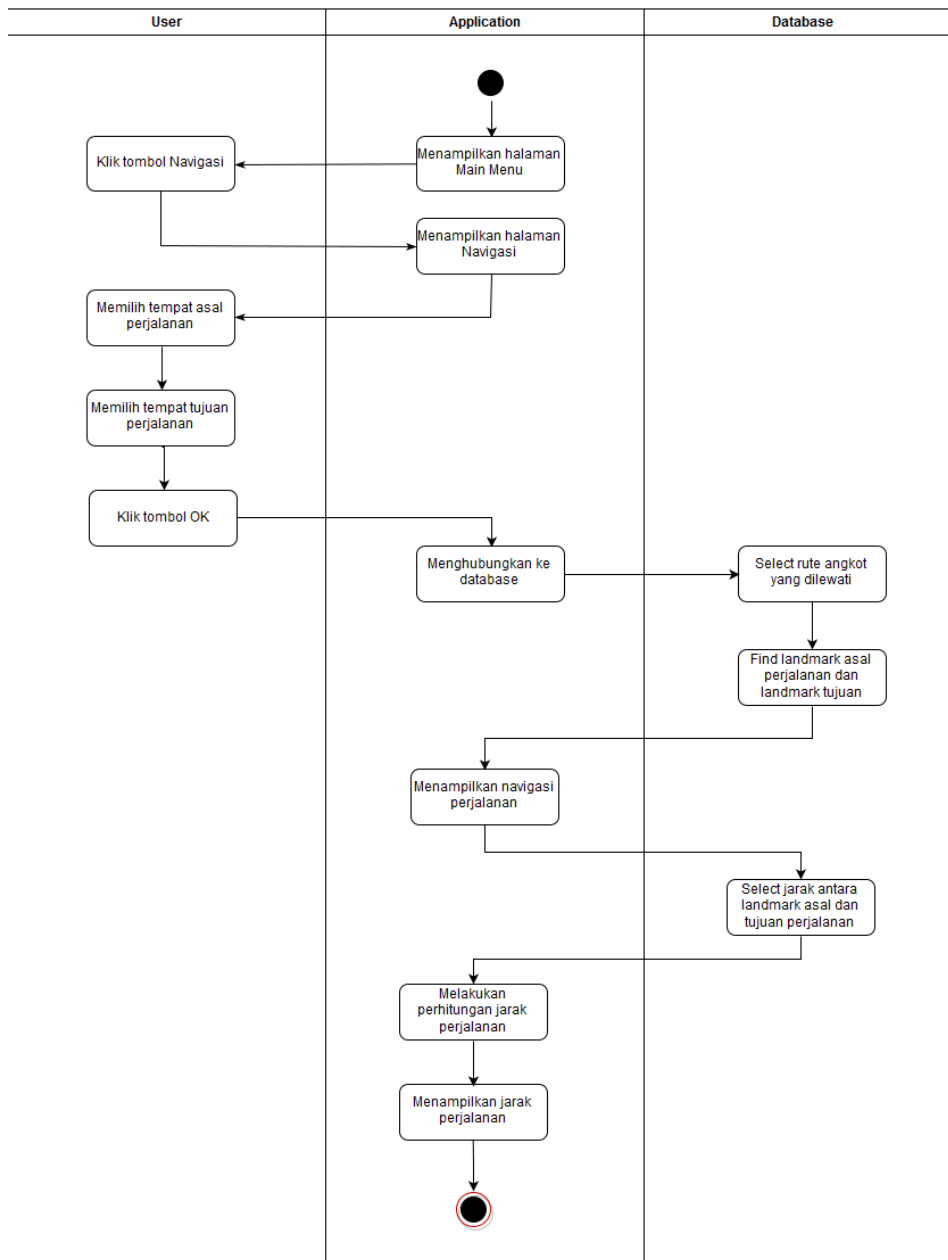 User
Application
Database
Menampilkan halaman
Main Menu
Klik tombol Navigasi
Menampilkan halaman
Navigasi
Memilih tempat asal
perjalanan
Memilih tempat tujuan
perjalanan
Klik tombol OK
Menghubungkan ke
database
Select rute angkot
yang dilewati
Find landmark asal
perjalanan dan
landmark tujuan
Menampilkan navigasi
perjalanan
Select jarak antara
landmark asal dan
tujuan perjalanan
Melakukan
perhitungan jarak
perjalanan
Menampilkan jarak
perjalanan